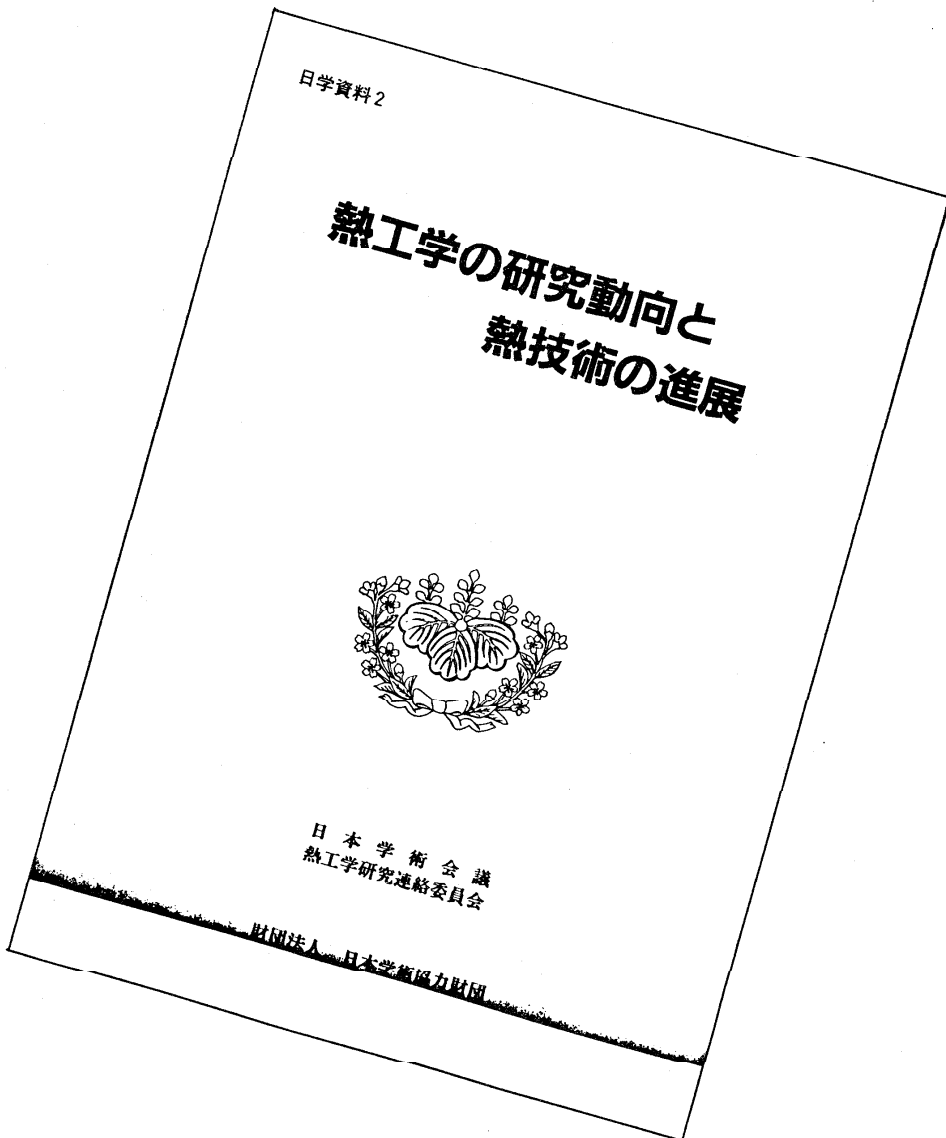 日学資料2
熱工学の研究動向と
熱技術の進展
日本学術会議
熱工学研究連絡委員会
財団法人 日本学術協力財団